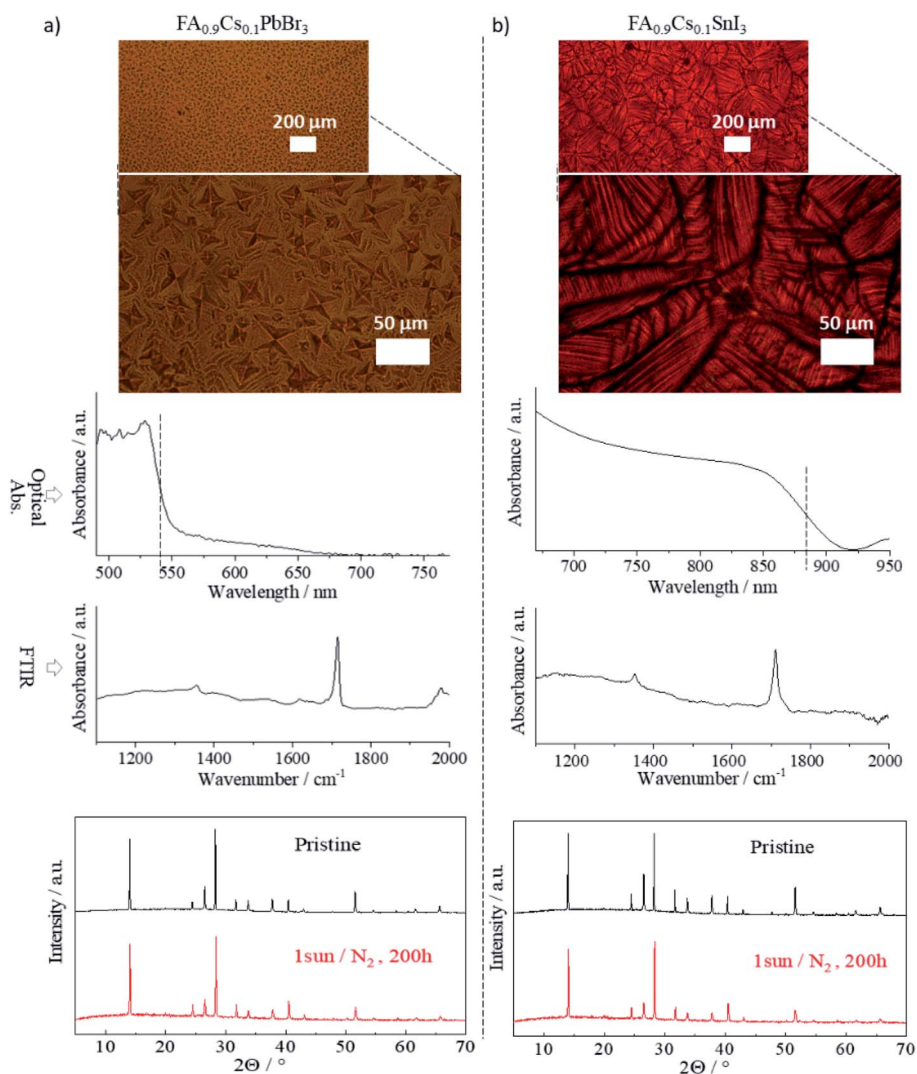 a)
FA₀.₉Cs₀.₁PbBr₃
200 µm
50 µm
Optical
Abs.
Absorbance / a.u.
500 550 600 650 700 750
Wavelength / nm
FTIR
Absorbance / a.u.
1200 1400 1600 1800 2000
Wavenumber / cm⁻¹
Intensity / a.u.
Pristine
1sun / N₂, 200h
10 20 30 40 50 60 70
2Θ / °
b)
FA₀.₉Cs₀.₁SnI₃
200 µm
50 µm
Absorbance / a.u.
700 750 800 850 900 950
Wavelength / nm
Absorbance / a.u.
1200 1400 1600 1800 2000
Wavenumber / cm⁻¹
Intensity / a.u.
Pristine
1sun / N₂, 200h
10 20 30 40 50 60 70
2Θ / °